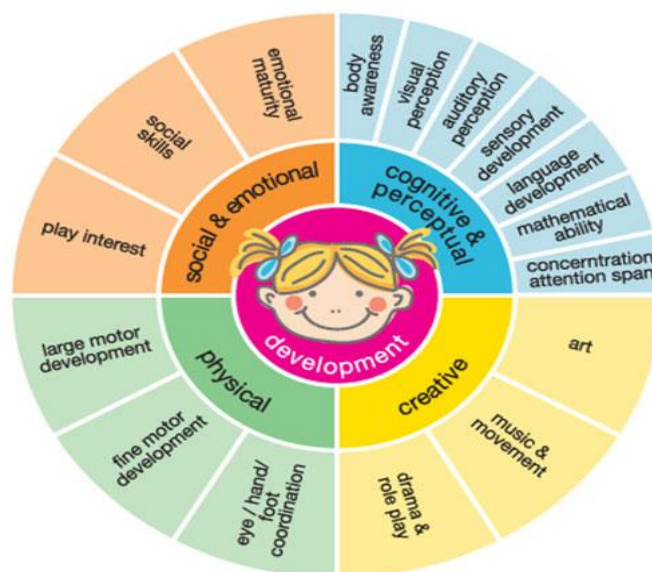 emotional
maturity
social
skills
play interest
social & emotional
body
awareness
visual
perception
auditory
perception
sensory
development
language
development
mathematical
ability
concerntration
attention span
cognitive &
perceptual
development
physical
large motor
development
fine motor
development
eye / hand/
foot
coordination
creative
art
music &
movement
drama &
role play